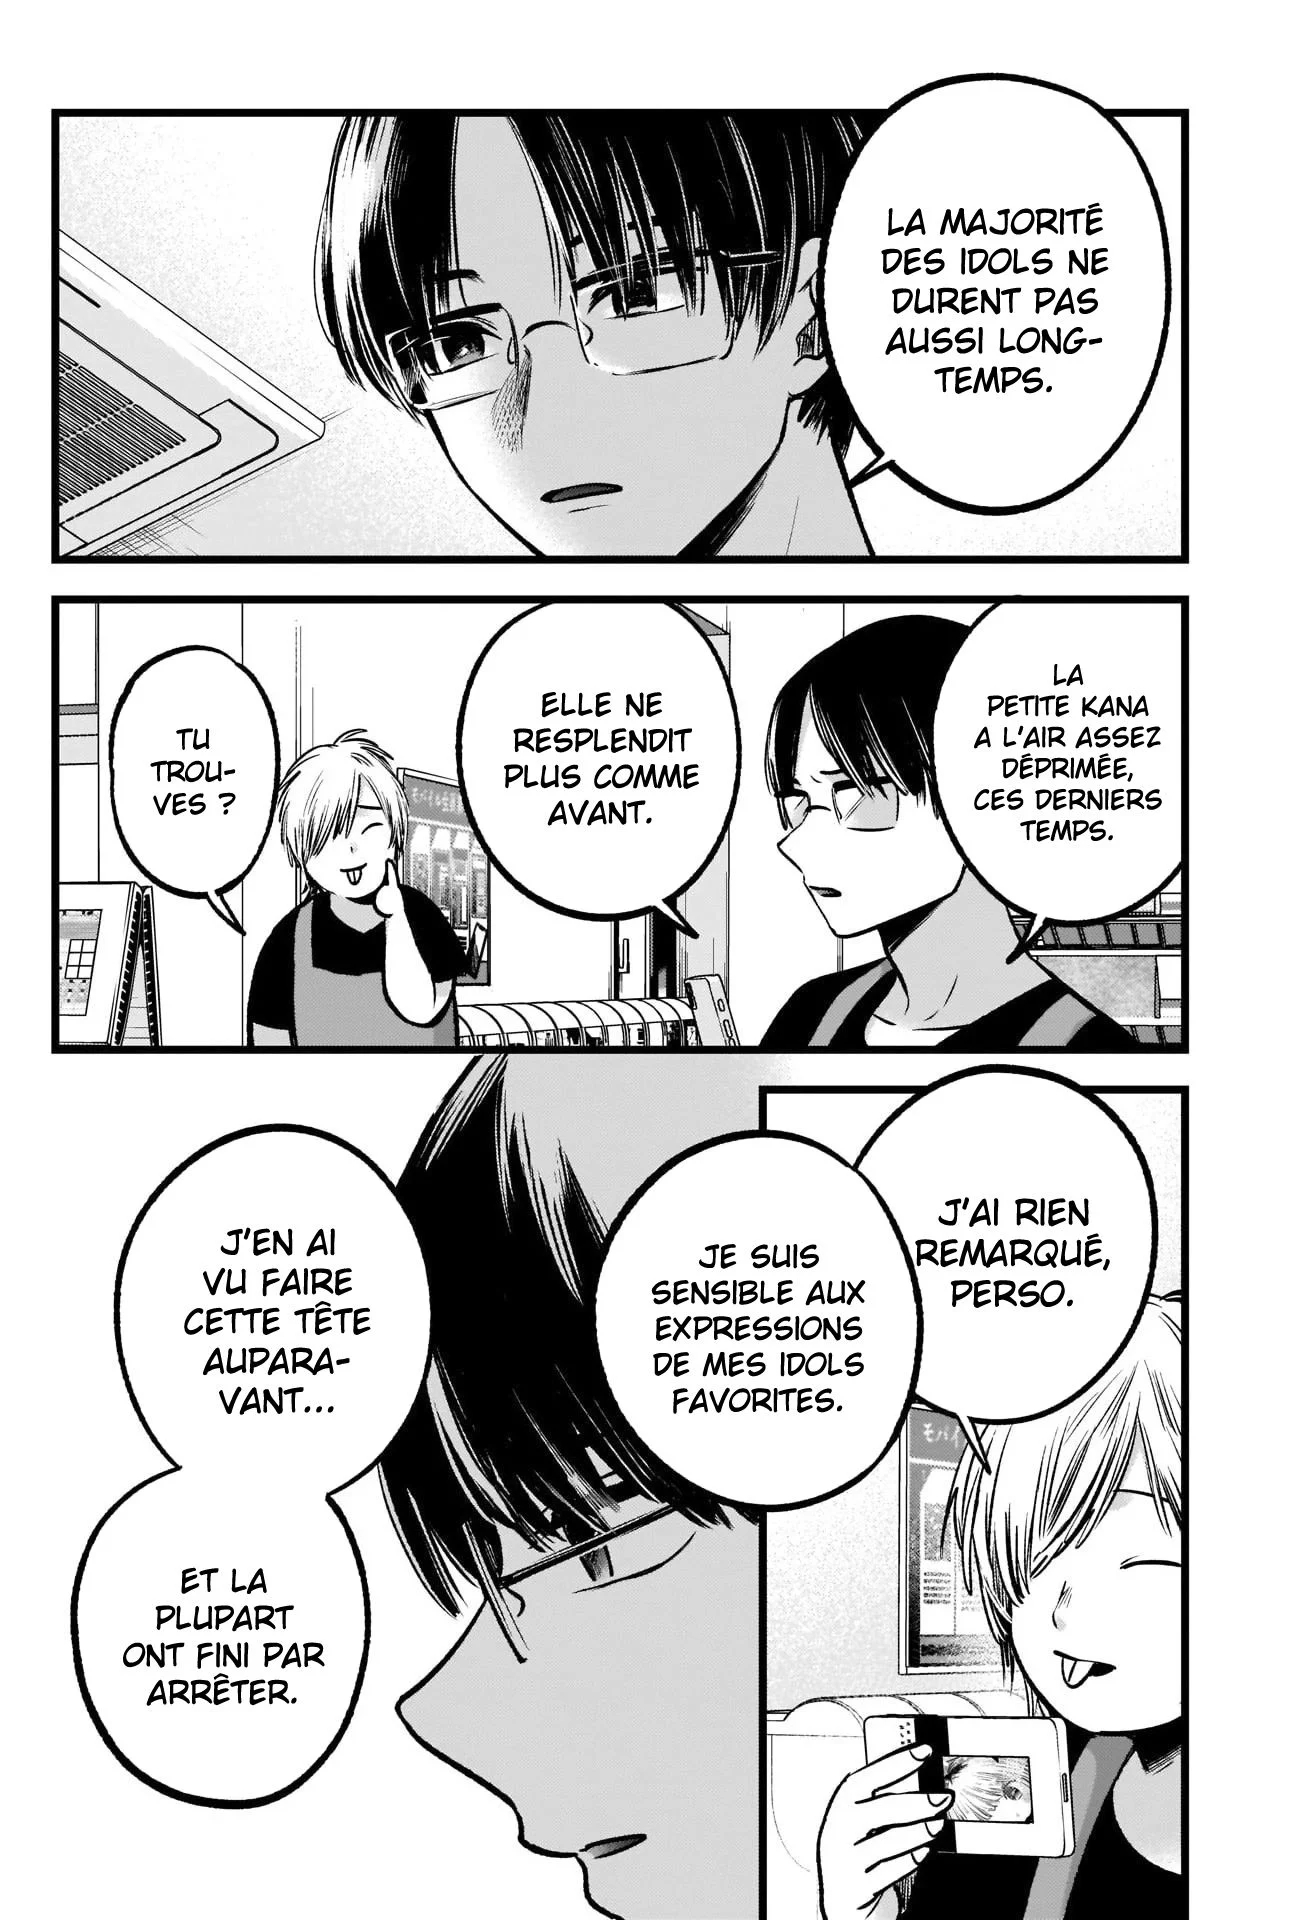 LA MAJORITÉ
DES IDOLS NE
DURENT PAS
AUSSI LONG-
TEMPS.
LA
PETITE KANA
A L'AIR ASSEZ
DÉPRIMÉE,
CES DERNIERS
TEMPS.
ELLE NE
RESPLENDIT
PLUS COMME
AVANT.
TU
TROU-
VES ?
J'AI RIEN
REMARQUÉ,
PERSO.
JE SUIS
SENSIBLE AUX
EXPRESSIONS
DE MES IDOLS
FAVORITES.
J'EN AI
VU FAIRE
CETTE TÊTE
AUPARA-
VANT...
ET LA
PLUPART
ONT FINI PAR
ARRÊTER.